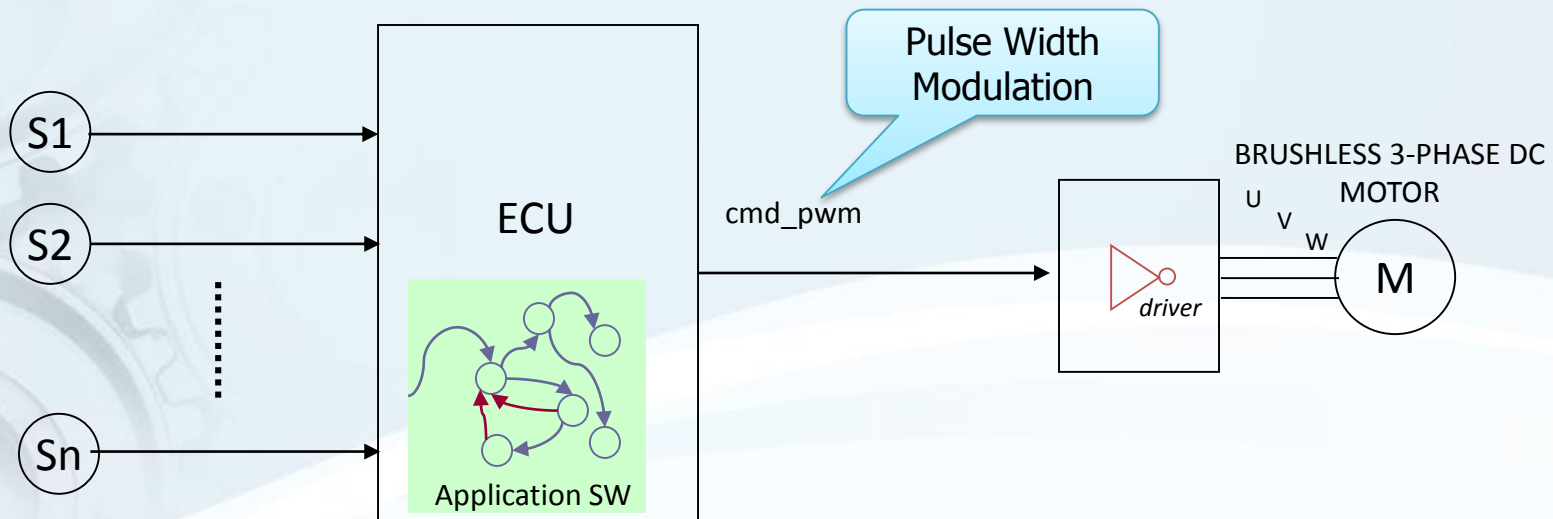 Pulse Width
Modulation
S1
S2
Sn
ECU
Application SW
cmd_pwm
driver
BRUSHLESS 3-PHASE DC
MOTOR
U
V
W
M